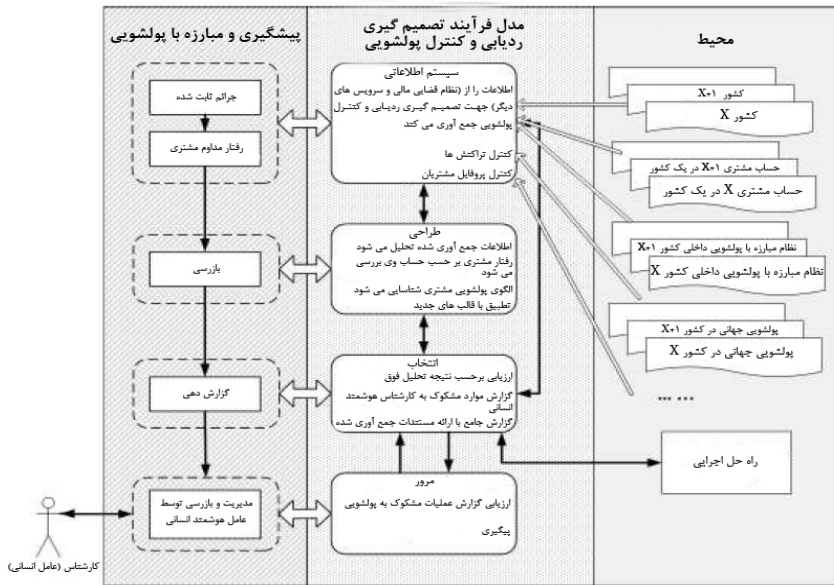 محیط
مدل فرآیند تصمیم گیری
ردیابی و کنترل پولشویی
پیشگیری و مبارزه با پولشویی
کشور X+1
کشور X
حساب مشتری X+1 در یک کشور
حساب مشتری X در یک کشور
نظام مبارزه با پولشویی داخلی کشور X+1
نظام مبارزه با پولشویی داخلی کشور X
پولشویی جهانی در کشور X+1
پولشویی جهانی در کشور X
... ...
راه حل اجرایی
سیستم اطلاعاتی
اطلاعات را از (نظام قضایی مالی و سرویس های
دیگر) جهت تصمیم گیری ردیابی و کنترل
پولشویی جمع آوری می کند
کنترل تراکنش ها
کنترل پروفایل مشتریان
طراحی
اطلاعات جمع آوری شده تحلیل می شود
رفتار مشتری بر حسب حساب وی بررسی
می شود
الگوی پولشویی مشتری شناسایی می شود
تطبیق با قالب های جدید
انتخاب
ارزیابی برحسب نتیجه تحلیل فوق
گزارش موارد مشکوک به کارشناس هوشمند
انسانی
گزارش جامع با ارائه مستندات جمع آوری شده
مرور
ارزیابی گزارش عملیات مشکوک به پولشویی
پیگیری
جرائم ثابت شده
رفتار مداوم مشتری
بازرسی
گزارش دهی
مدیریت و بازرسی توسط
عامل هوشمند انسانی
کارشناس (عامل انسانی)